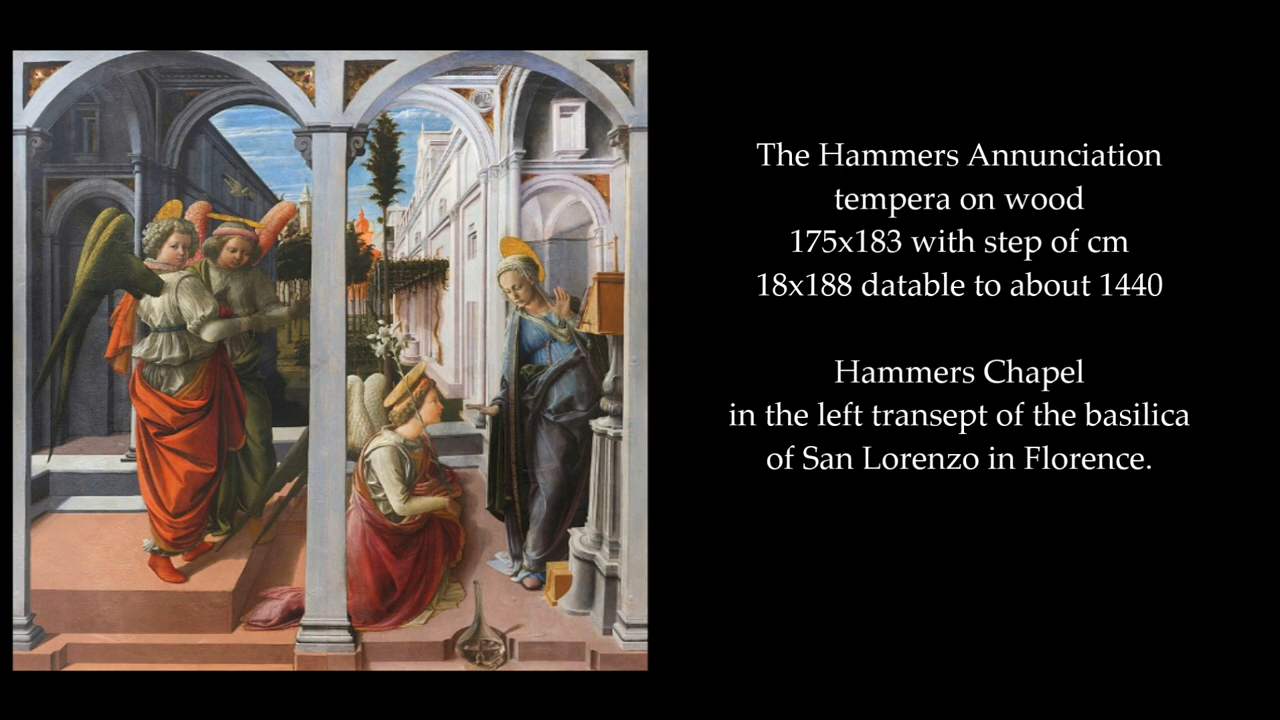 The Hammers Annunciation
tempera on wood
175x183 with step of cm
18x188 datable to about 1440
Hammers Chapel
in the left transept of the basilica
of San Lorenzo in Florence.